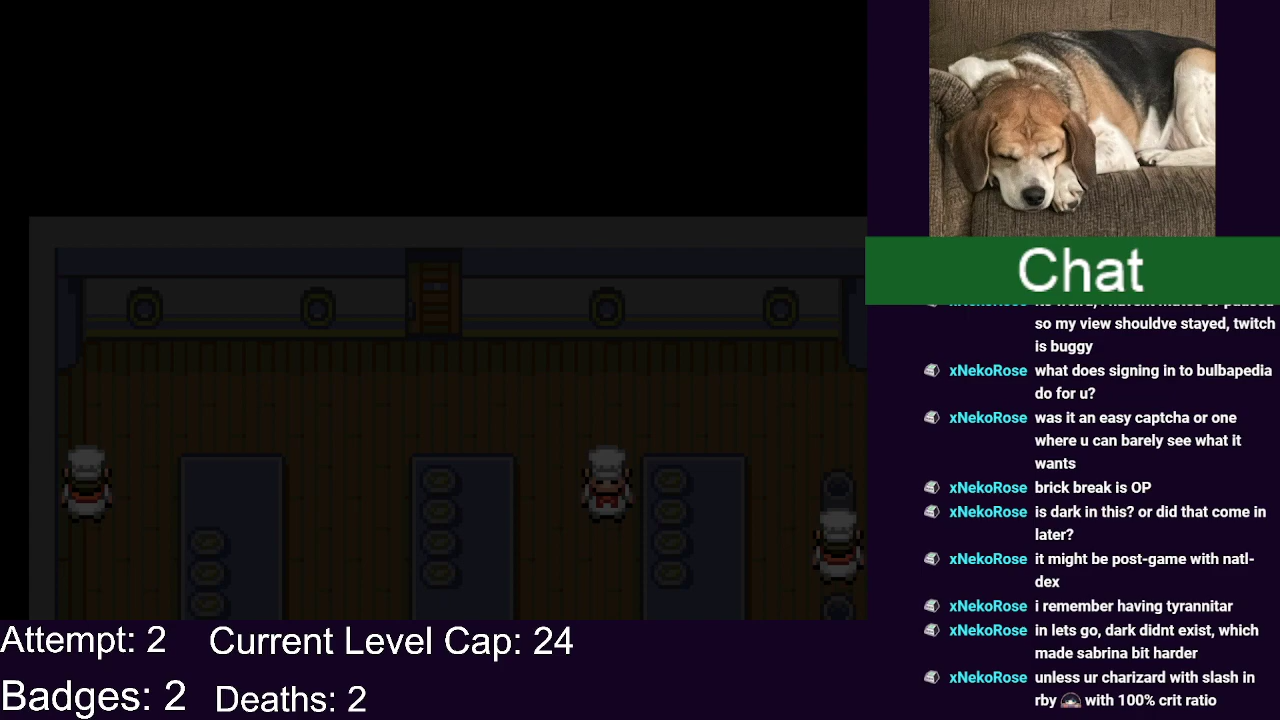 Chat
so my view shouldve stayed, twitch
is buggy
xNekoRose what does signing in to bulbapedia
do for u?
xNekoRose was it an easy captcha or one
where u can barely see what it
wants
xNekoRose brick break is OP
xNekoRose is dark in this? or did that come in
later?
xNekoRose it might be post-game with natl-
dex
xNekoRose i remember having tyrannitar
xNekoRose in lets go, dark didnt exist, which
made sabrina bit harder
xNekoRose unless ur charizard with slash in
rby with 100% crit ratio
Attempt: 2 Current Level Cap: 24
Badges: 2 Deaths: 2